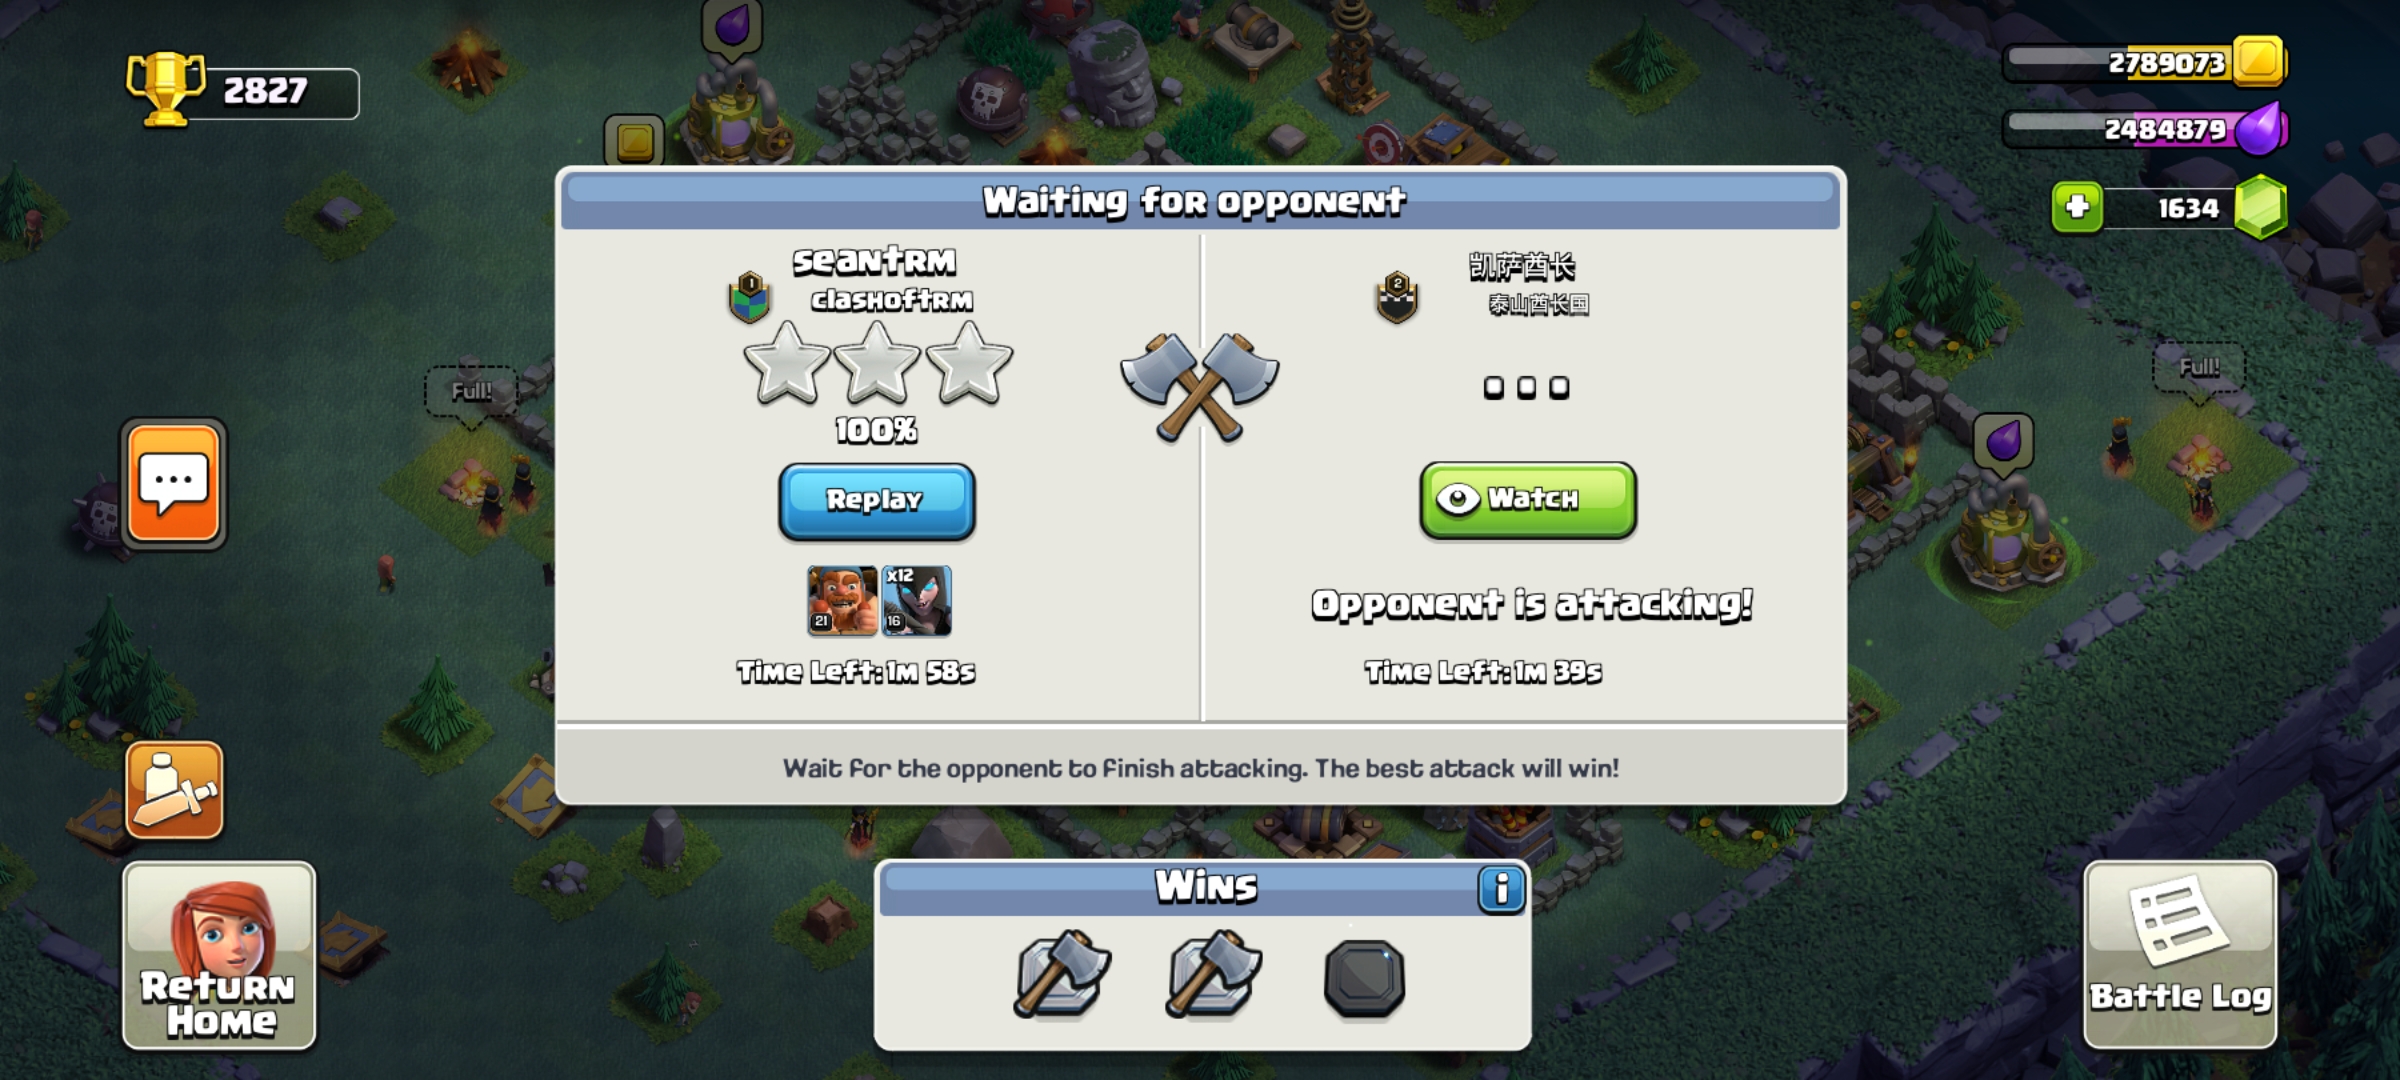 2827
2789073
2484879
1634
Waiting for opponent
seantrm
clashoftrm
1
100%
Replay
x12
21
16
Time Left: 1m 58s
凯萨酋长
泰山酋长国
2
Watch
Opponent is attacking!
Time Left: 1m 39s
Wait for the opponent to finish attacking. The best attack will win!
Full!
Full!
Wins
i
Return
Home
Battle Log